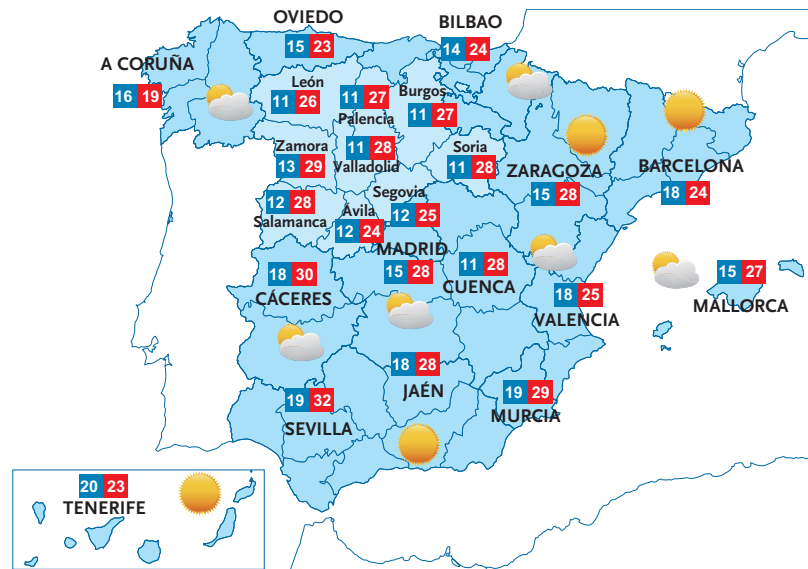 OVIEDO
15 23
BILBAO
14 24
A CORUÑA
16 19
León
11 26
11 27
Palencia
Burgos
11 27
Zamora
13 29
11 28
Valladolid
Soria
11 28
ZARAGOZA
15 28
BARCELONA
18 24
12 28
Salamanca
Segovia
12 25
Ávila
12 24
MADRID
15 28
11 28
CUENCA
18 30
CÁCERES
18 25
VALENCIA
15 27
MALLORCA
18 28
JAÉN
19 29
MURCIA
19 32
SEVILLA
20 23
TENERIFE